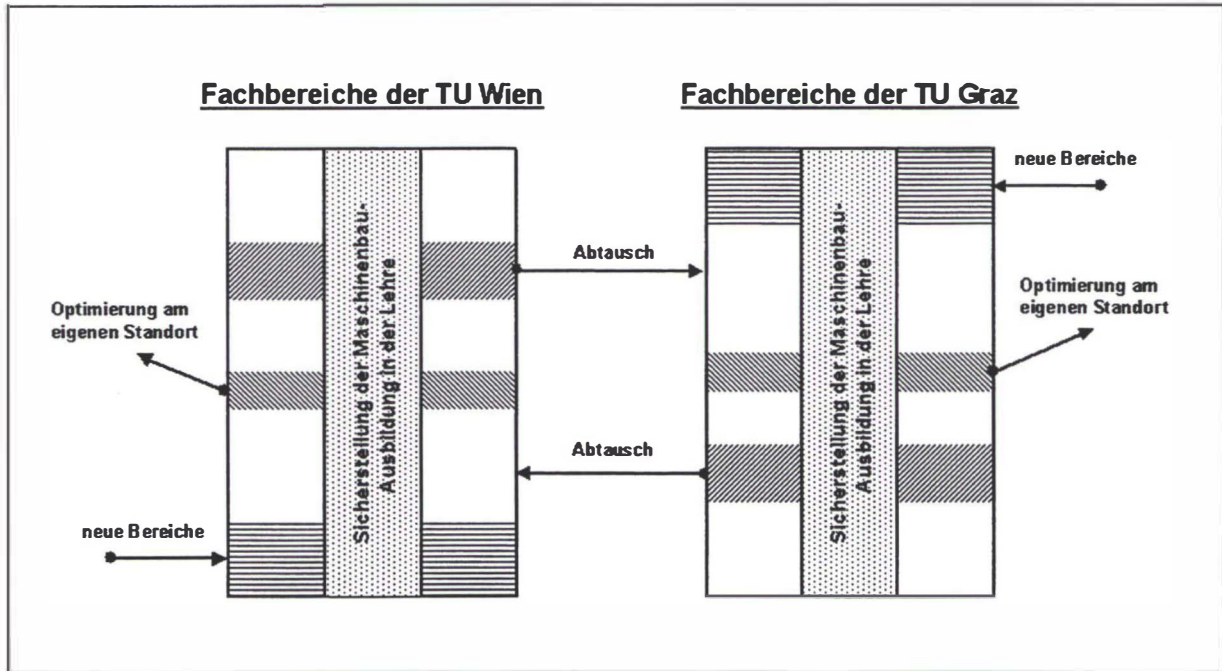 Fachbereiche der TU Wien
Fachbereiche der TU Graz
neue Bereiche
Abtausch
Optimierung am
eigenen Standort
Optimierung am
eigenen Standort
Sicherstellung der Maschinenbau-
Ausbildung in der Lehre
Sicherstellung der Maschinenbau-
Ausbildung in der Lehre
Abtausch
neue Bereiche